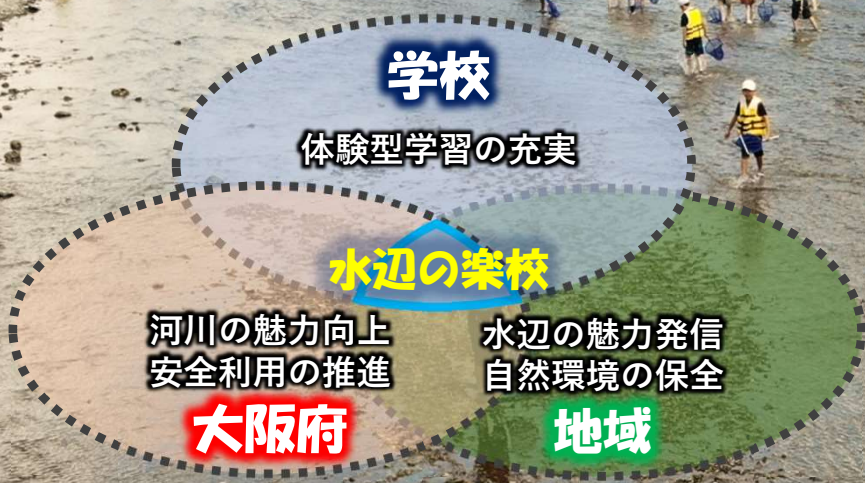 学校
体験型学習の充実
水辺の楽校
河川の魅力向上
安全利用の推進
大阪府
水辺の魅力発信
自然環境の保全
地域